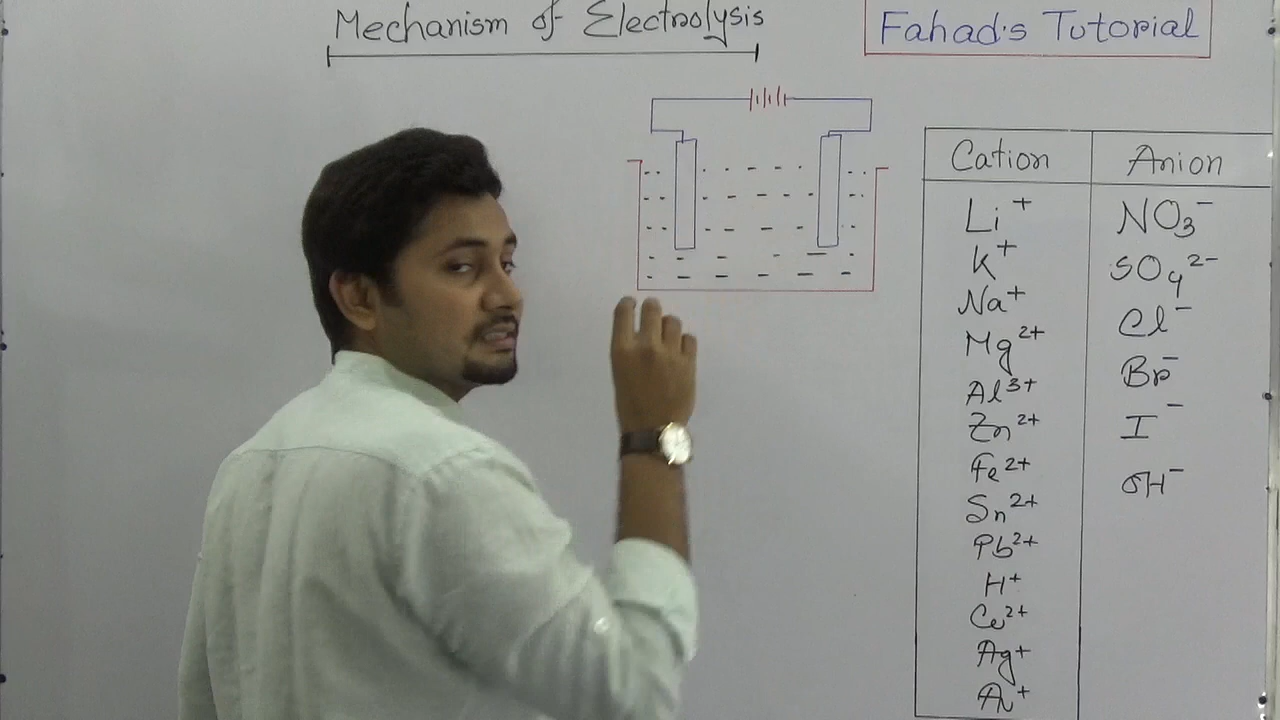 Mechanism of Electrolysis
Fahad's Tutorial
Cation Anion
Li⁺ NO₃⁻
K⁺ SO₄²⁻
Na⁺ Cl⁻
Mg²⁺ Br⁻
Al³⁺ I⁻
Zn²⁺ OH⁻
Fe²⁺
Sn²⁺
Pb²⁺
H⁺
Cu²⁺
Ag⁺
Au⁺